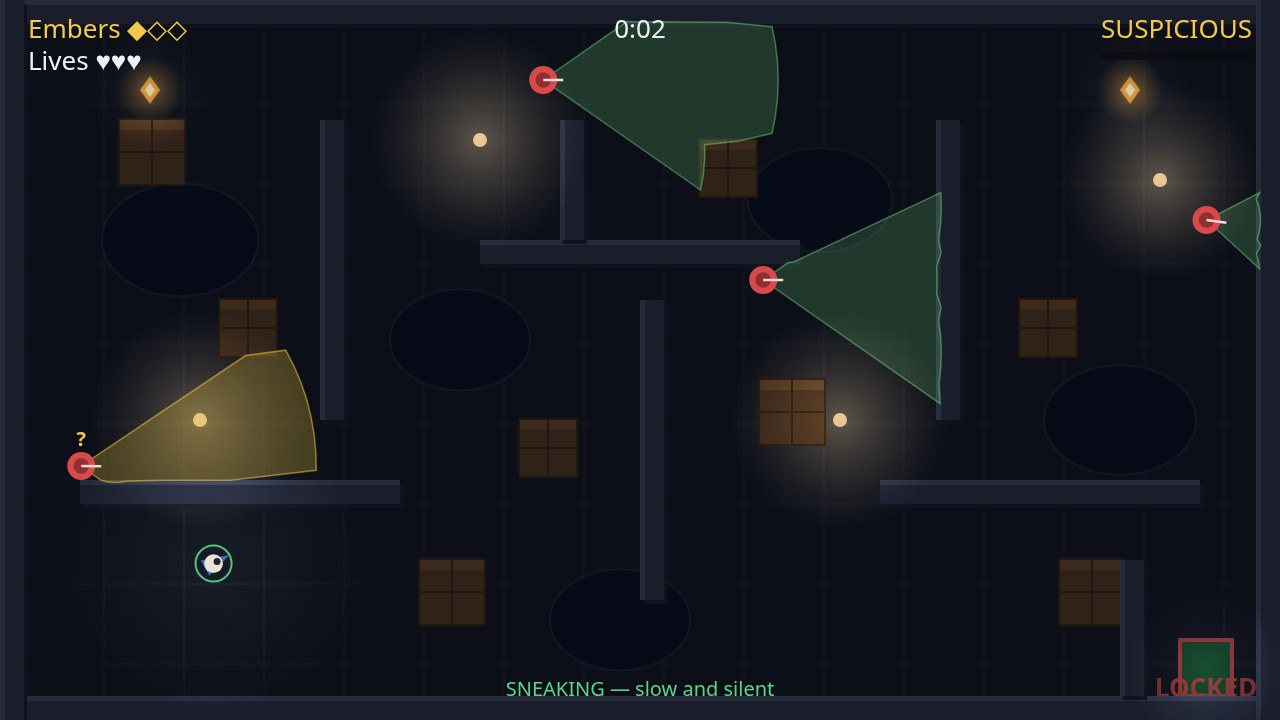 Embers ◆◇◇
0:02
SUSPICIOUS
Lives ♥♥♥
?
SNEAKING — slow and silent
LOCKED